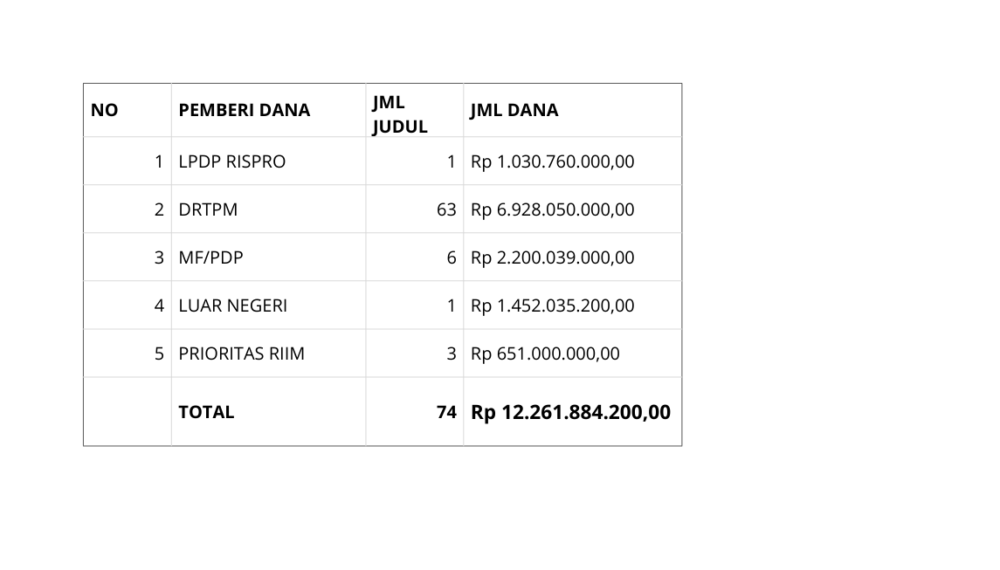 NO PEMBERI DANA JML JUDUL JML DANA
1 LPDP RISPRO 1 Rp 1.030.760.000,00
2 DRTPM 63 Rp 6.928.050.000,00
3 MF/PDP 6 Rp 2.200.039.000,00
4 LUAR NEGERI 1 Rp 1.452.035.200,00
5 PRIORITAS RIIM 3 Rp 651.000.000,00
TOTAL 74 Rp 12.261.884.200,00